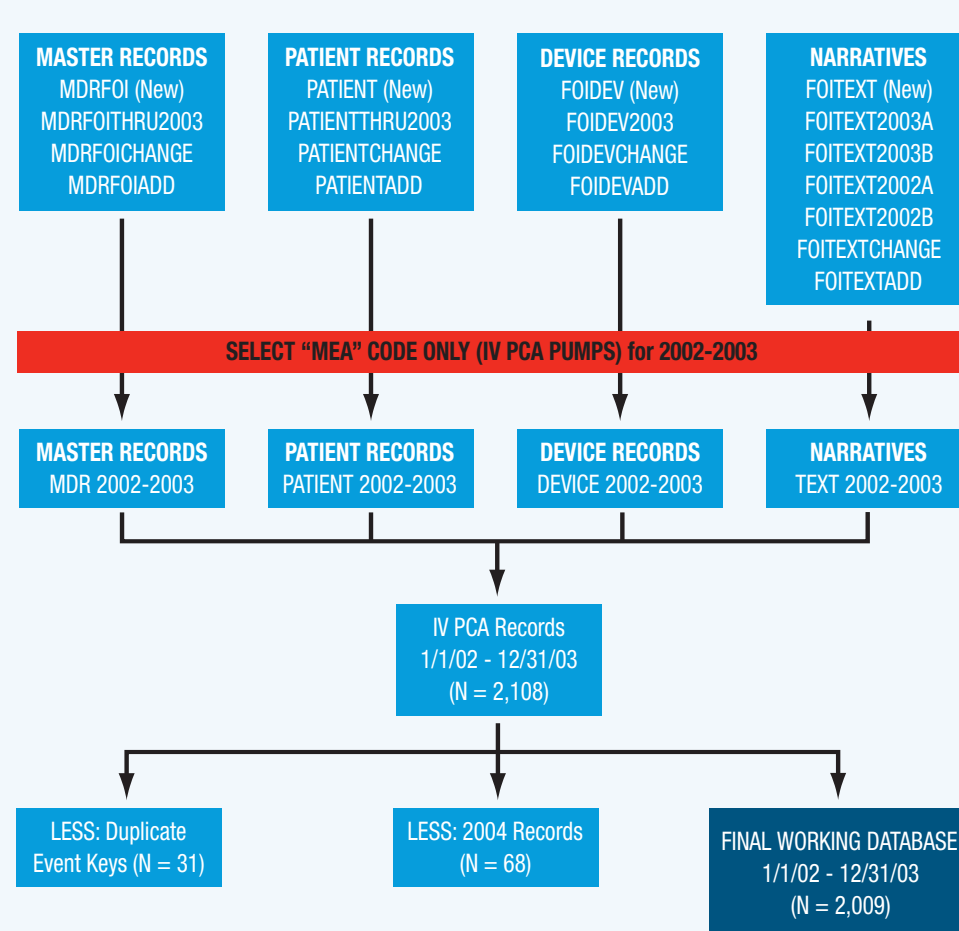 MASTER RECORDS
MDRFOI (New)
MDRFOITHRU2003
MDRFOICHANGE
MDRFOIADD
PATIENT RECORDS
PATIENT (New)
PATIENTTHRU2003
PATIENTCHANGE
PATIENTADD
DEVICE RECORDS
FOIDEV (New)
FOIDEV2003
FOIDEVCHANGE
FOIDEVADD
NARRATIVES
FOITEXT (New)
FOITEXT2003A
FOITEXT2003B
FOITEXT2002A
FOITEXT2002B
FOITEXTCHANGE
FOITEXTADD
SELECT “MEA” CODE ONLY (IV PCA PUMPS) for 2002-2003
MASTER RECORDS
MDR 2002-2003
PATIENT RECORDS
PATIENT 2002-2003
DEVICE RECORDS
DEVICE 2002-2003
NARRATIVES
TEXT 2002-2003
IV PCA Records
1/1/02 - 12/31/03
(N = 2,108)
LESS: Duplicate
Event Keys (N = 31)
LESS: 2004 Records
(N = 68)
FINAL WORKING DATABASE
1/1/02 - 12/31/03
(N = 2,009)